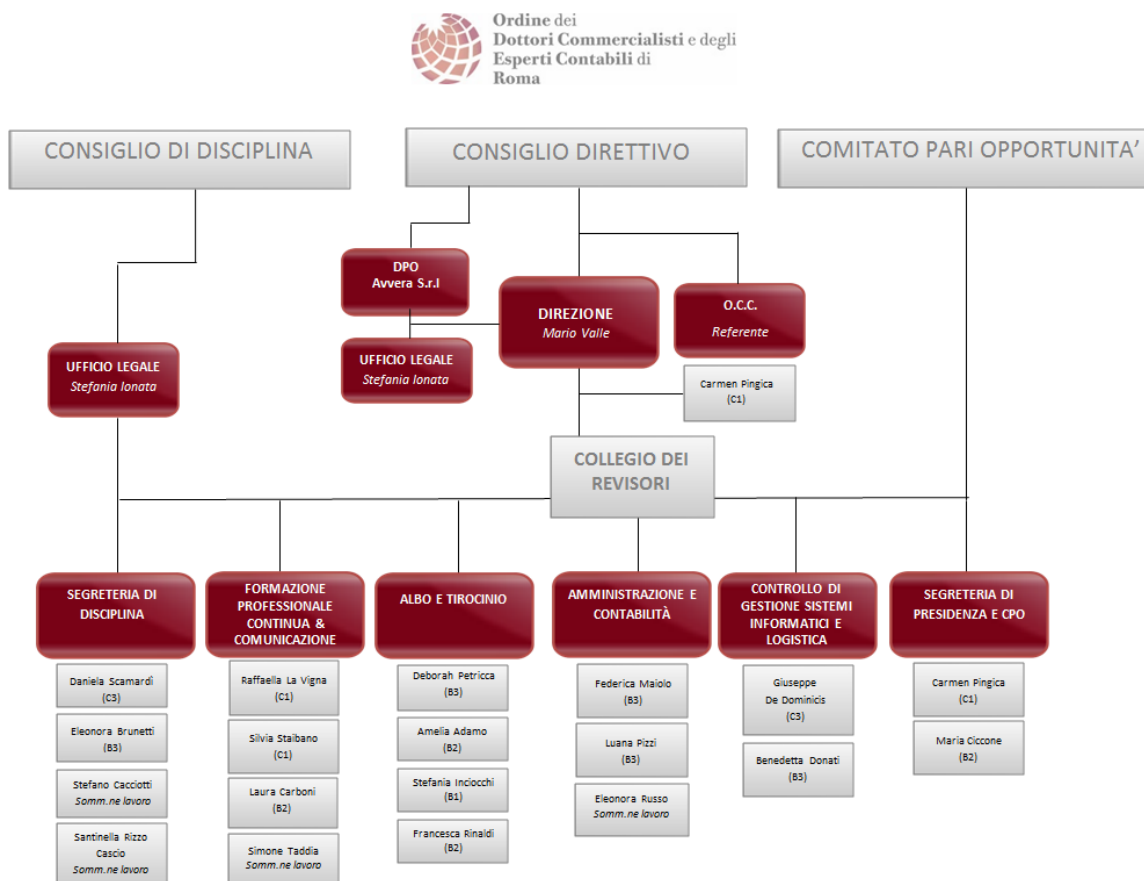 Ordine dei
Dottori Commercialisti e degli
Esperti Contabili di
Roma
CONSIGLIO DI DISCIPLINA
CONSIGLIO DIRETTIVO
COMITATO PARI OPPORTUNITA’
DPO
Avvera S.r.l
DIREZIONE
Mario Valle
O.C.C.
Referente
UFFICIO LEGALE
Stefania Ionata
UFFICIO LEGALE
Stefania Ionata
Carmen Pingica
(C1)
COLLEGIO DEI
REVISORI
SEGRETERIA DI
DISCIPLINA
Daniela Scamardì
(C3)
Eleonora Brunetti
(B3)
Stefano Cacciotti
Somm.ne lavoro
Santinella Rizzo
Cascio
Somm.ne lavoro
FORMAZIONE
PROFESSIONALE
CONTINUA &
COMUNICAZIONE
Raffaella La Vigna
(C1)
Silvia Staibano
(C1)
Laura Carboni
(B2)
Simone Taddia
Somm.ne lavoro
ALBO E TIROCINIO
Deborah Petricca
(B3)
Amelia Adamo
(B2)
Stefania Inciocchi
(B1)
Francesca Rinaldi
(B2)
AMMINISTRAZIONE E
CONTABILITÀ
Federica Maiolo
(B3)
Luana Pizzi
(B3)
Eleonora Russo
Somm.ne lavoro
CONTROLLO DI
GESTIONE SISTEMI
INFORMATICI E
LOGISTICA
Giuseppe
De Dominicis
(C3)
Benedetta Donati
(B3)
SEGRETERIA DI
PRESIDENZA E CPO
Carmen Pingica
(C1)
Maria Ciccone
(B2)